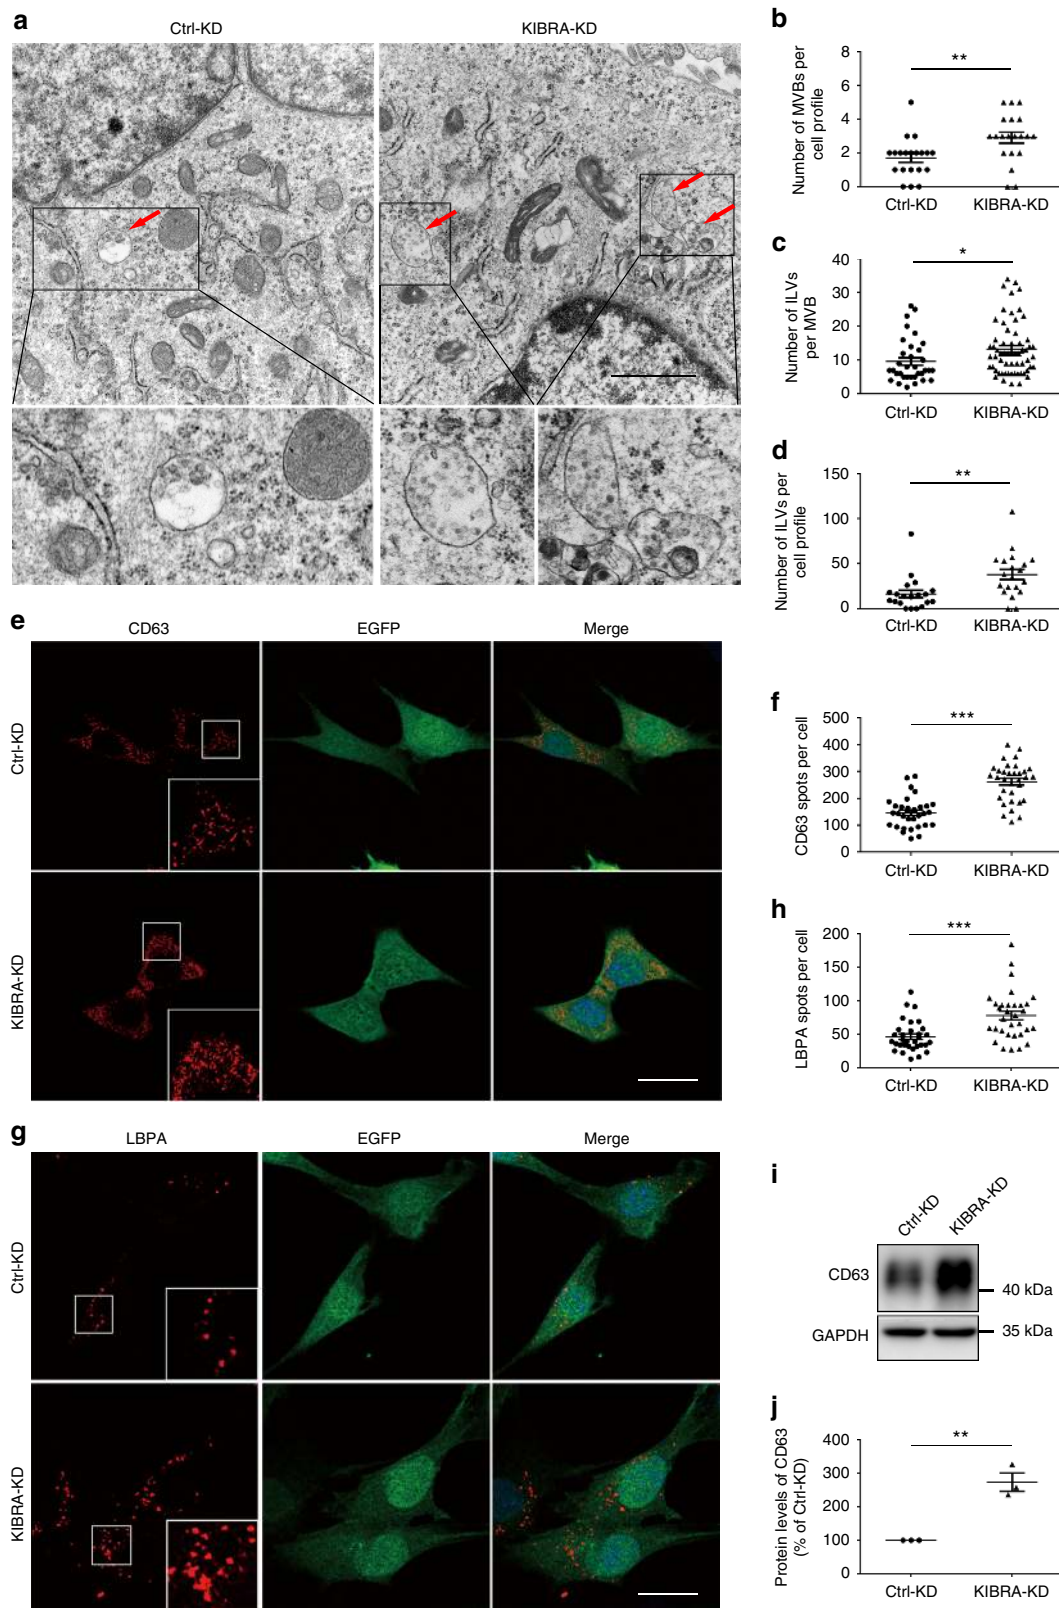 a
Ctrl-KD
KIBRA-KD
b
Number of MVBs per
cell profile
8
6
4
2
0
**
Ctrl-KD
KIBRA-KD
c
Number of ILVs
per MVB
40
30
20
10
0
*
Ctrl-KD
KIBRA-KD
d
Number of ILVs per
cell profile
150
100
50
0
**
Ctrl-KD
KIBRA-KD
e
CD63
EGFP
Merge
Ctrl-KD
KIBRA-KD
f
CD63 spots per cell
500
400
300
200
100
0
***
Ctrl-KD
KIBRA-KD
g
LBPA
EGFP
Merge
Ctrl-KD
KIBRA-KD
h
LBPA spots per cell
200
150
100
50
0
***
Ctrl-KD
KIBRA-KD
i
Ctrl-KD
KIBRA-KD
CD63
40 kDa
GAPDH
35 kDa
j
Protein levels of CD63
(% of Ctrl-KD)
400
300
200
100
0
**
Ctrl-KD
KIBRA-KD